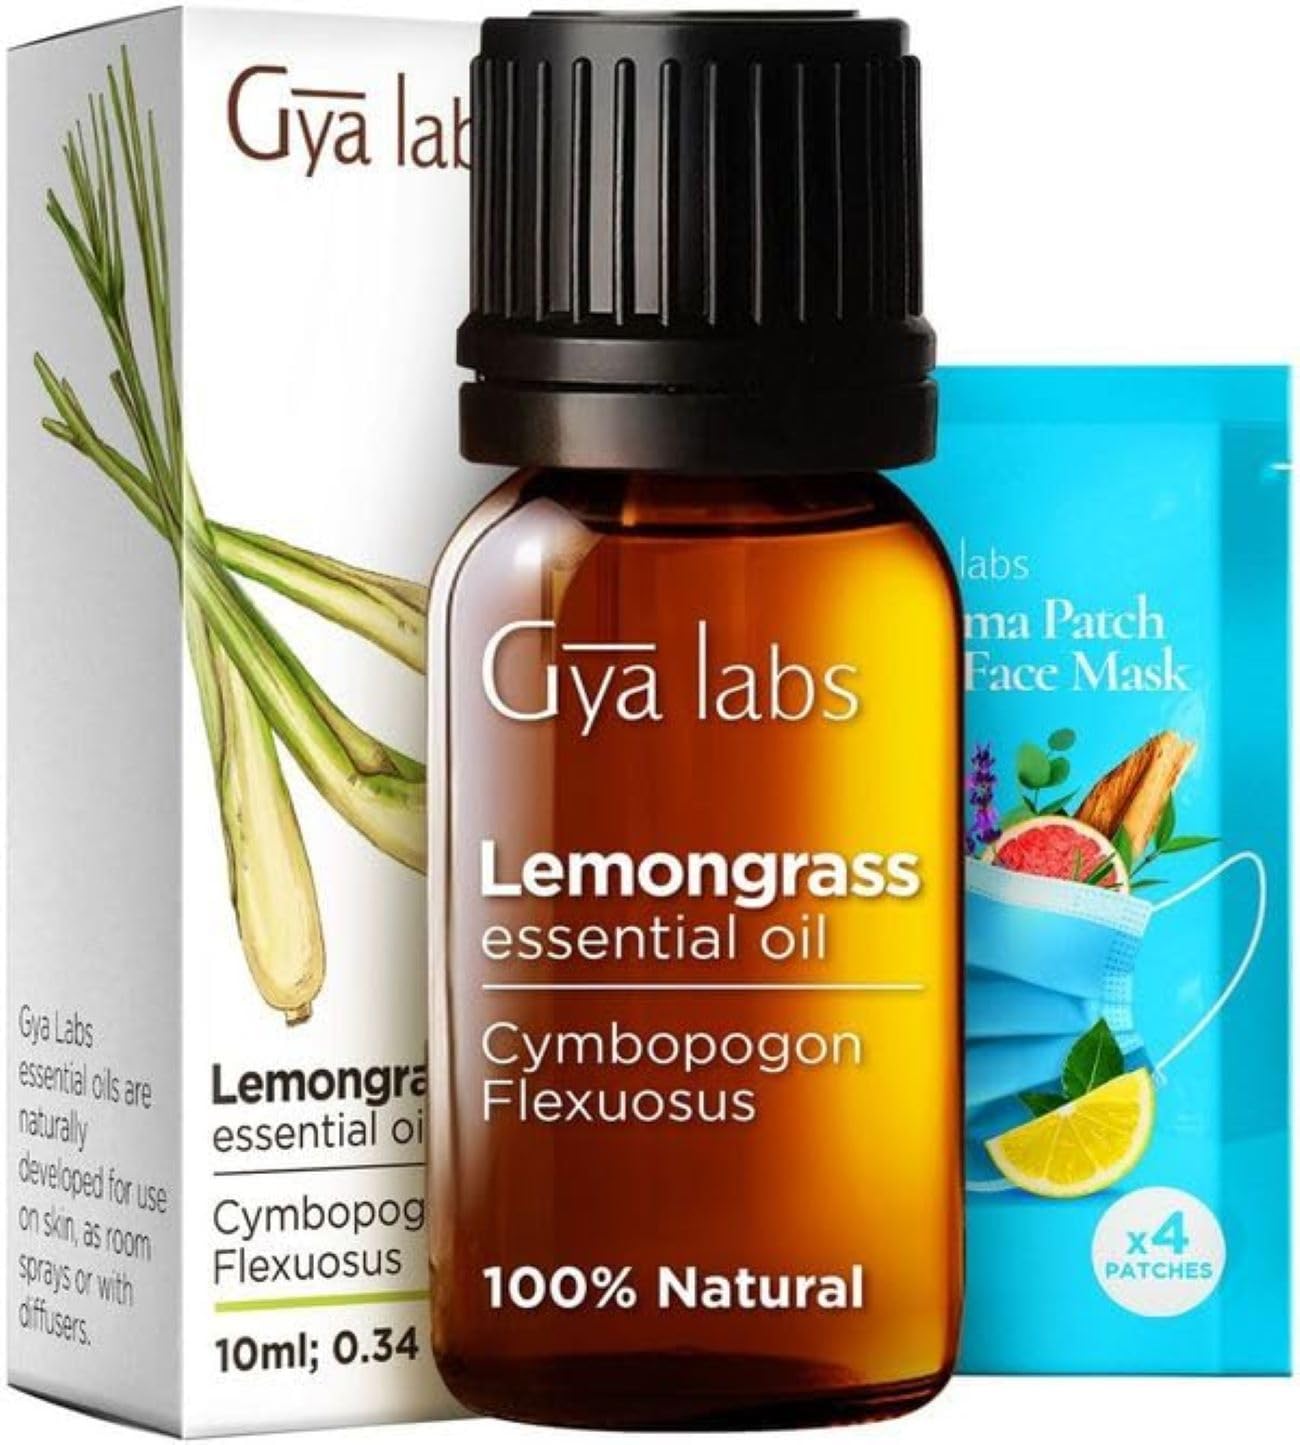 Gya lab
Gya Labs
essential oils are
naturally
developed for use
on skin, as room
sprays or with
diffusers.
Lemongra
essential oi
Cymbopog
Flexuosus
10ml; 0.34
Gya labs
Lemongrass
essential oil
Cymbopogon
Flexuosus
100% Natural
labs
ma Patch
Face Mask
x4
PATCHES